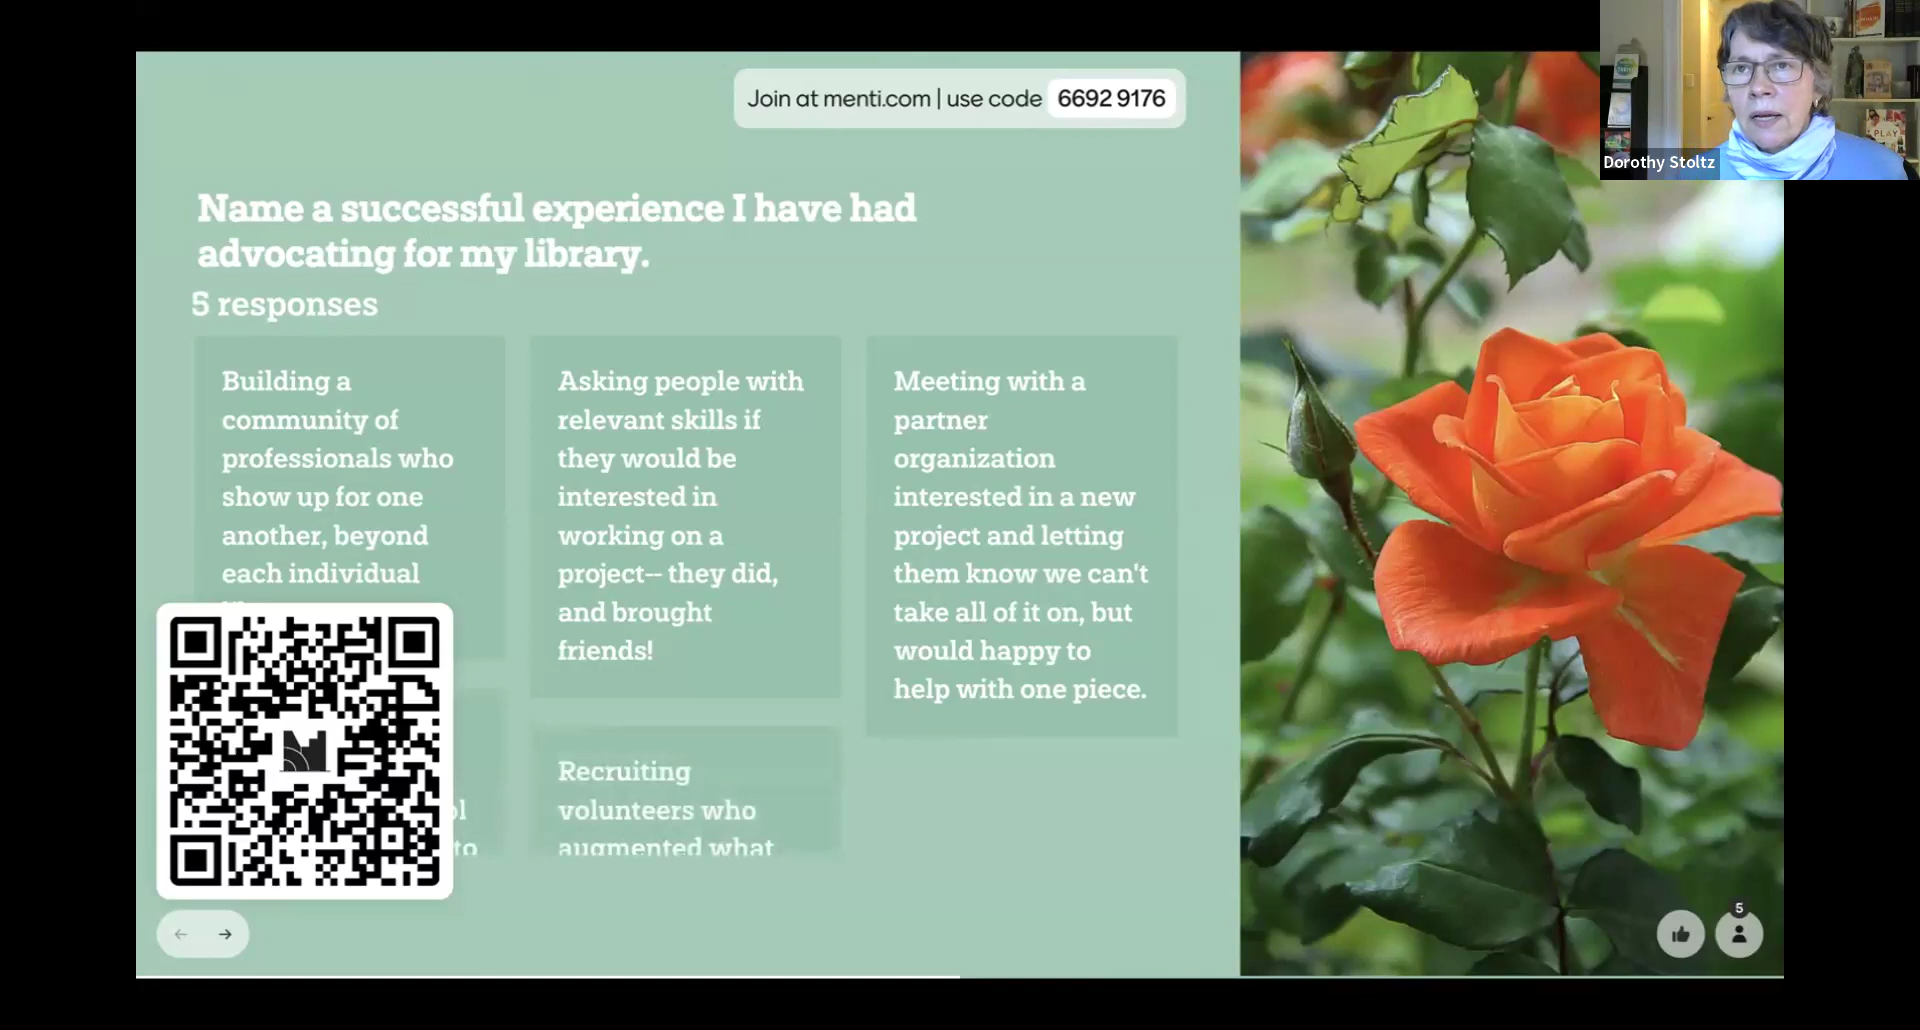 Join at menti.com | use code 6692 9176
Dorothy Stoltz
PLAY
Name a successful experience I have had
advocating for my library.
5 responses
Building a
community of
professionals who
show up for one
another, beyond
each individual
to
Asking people with
relevant skills if
they would be
interested in
working on a
project-- they did,
and brought
friends!
Recruiting
volunteers who
augmented what
Meeting with a
partner
organization
interested in a new
project and letting
them know we can't
take all of it on, but
would happy to
help with one piece.
5